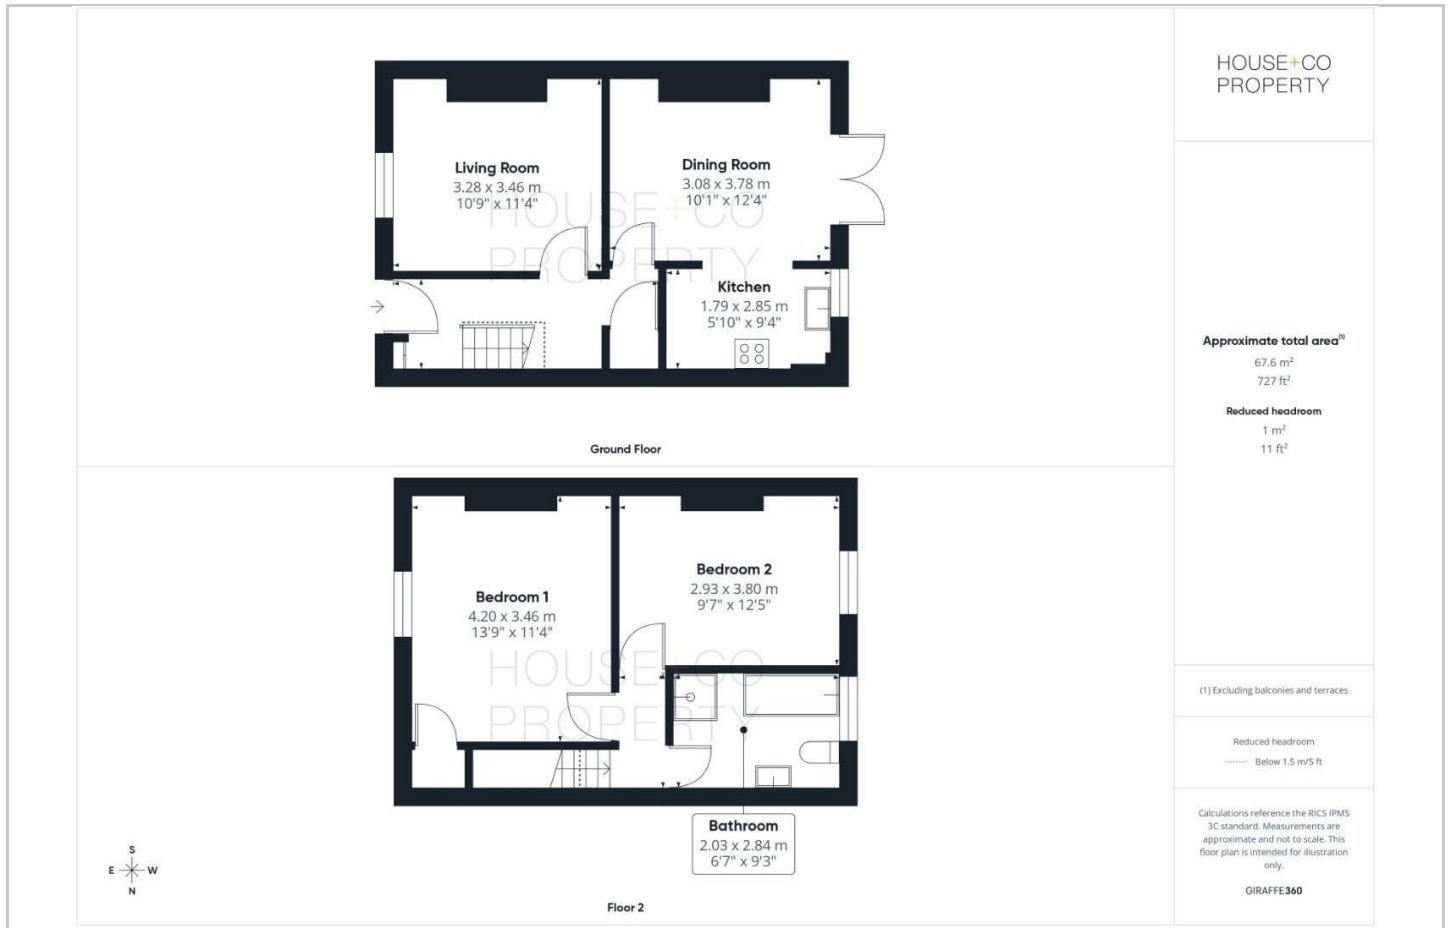 HOUSE+CO
PROPERTY
Living Room
3.28 x 3.46 m
10'9" x 11'4"
Dining Room
3.08 x 3.78 m
10'1" x 12'4"
HOUSE+CO
PROPERTY
Kitchen
1.79 x 2.85 m
5'10" x 9'4"
Ground Floor
Approximate total area(1)
67.6 m²
727 ft²
Reduced headroom
1 m²
11 ft²
Bedroom 1
4.20 x 3.46 m
13'9" x 11'4"
Bedroom 2
2.93 x 3.80 m
9'7" x 12'5"
HOUSE+CO
PROPERTY
Bathroom
2.03 x 2.84 m
6'7" x 9'3"
S
E W
N
Floor 2
(1) Excluding balconies and terraces
Reduced headroom
Below 1.5 m/5 ft
Calculations reference the RICS IPMS
3C standard. Measurements are
approximate and not to scale. This
floor plan is intended for illustration
only.
GIRAFFE360